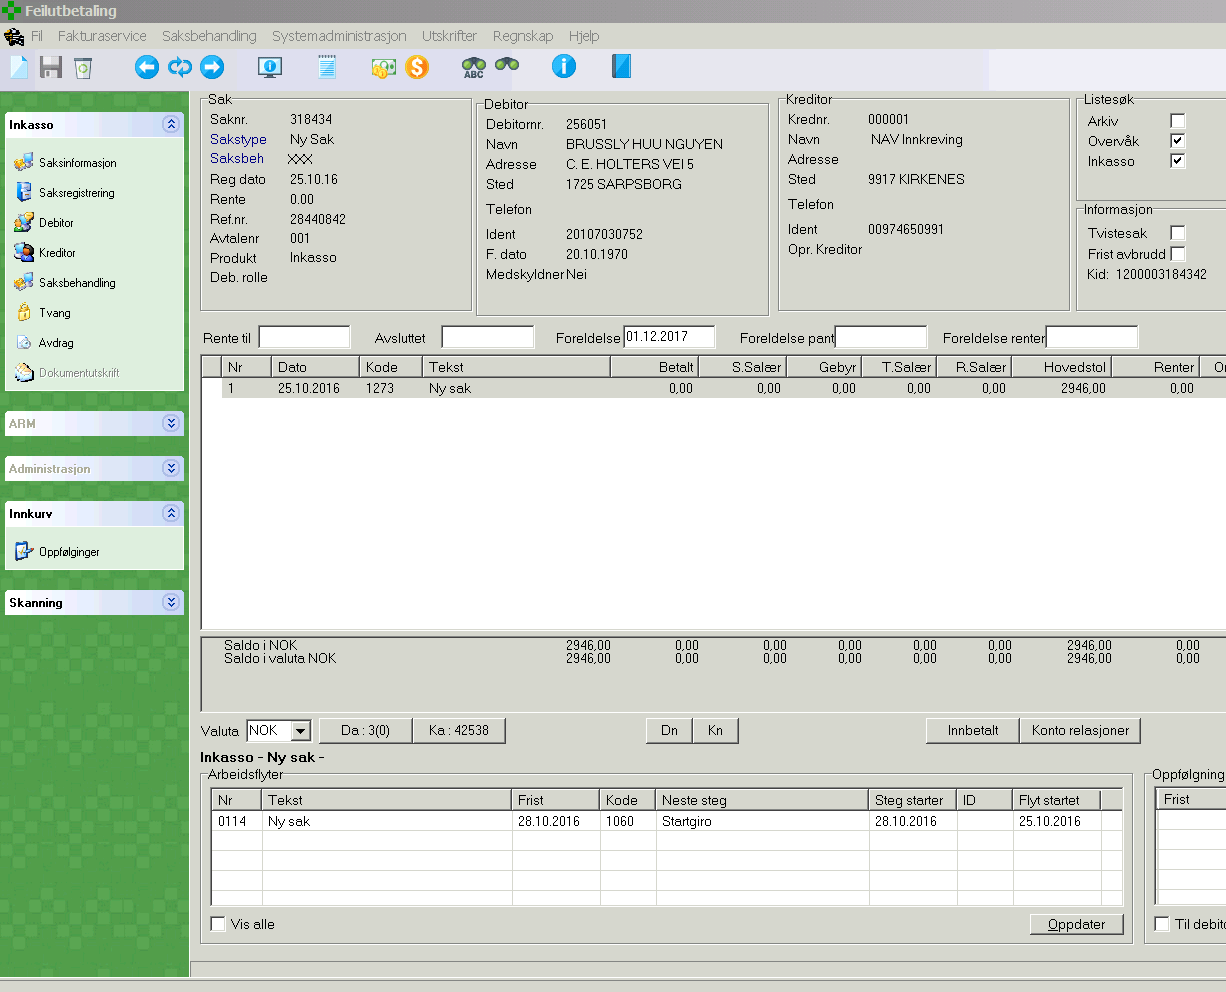 Feilutbetaling
Fil Fakturaservice Saksbehandling Systemadministrasjon Utskrifter Regnskap Hjelp
ABC
Inkasso
Saksinformasjon
Saksregistrering
Debitor
Kreditor
Saksbehandling
Tvang
Avdrag
Dokumentutskrift
ARM
Administrasjon
Innkurv
Oppfølginger
Skanning
Sak
Saknr. 318434
Sakstype Ny Sak
Saksbeh XXX
Reg dato 25.10.16
Rente 0.00
Ref.nr. 28440842
Avtalenr 001
Produkt Inkasso
Deb. rolle
Debitor
Debitornr. 256051
Navn BRUSSLY HUU NGUYEN
Adresse C. E. HOLTERS VEI 5
Sted 1725 SARPSBORG
Telefon
Ident 20107030752
F. dato 20.10.1970
Medskyldner Nei
Kreditor
Krednr. 000001
Navn NAV Innkreving
Adresse
Sted 9917 KIRKENES
Telefon
Ident 00974650991
Opr. Kreditor
Listesøk
Arkiv
Overvåk
Inkasso
Informasjon
Tvistesak
Frist avbrudd
Kid: 1200003184342
Rente til Avsluttet Foreldelse 01.12.2017 Foreldelse pant Foreldelse renter
Nr Dato Kode Tekst Betalt S.Salær Gebyr T.Salær R.Salær Hovedstol Renter
1 25.10.2016 1273 Ny sak 0,00 0,00 0,00 0,00 0,00 2946,00 0,00
Saldo i NOK 2946,00 0,00 0,00 0,00 0,00 0,00 2946,00 0,00
Saldo i valuta NOK 2946,00 0,00 0,00 0,00 0,00 0,00 2946,00 0,00
Valuta NOK Da : 3(0) Ka : 42538 Dn Kn Innbetalt Konto relasjoner
Inkasso - Ny sak -
Arbeidsflyter
Nr Tekst Frist Kode Neste steg Steg starter ID Flyt startet
0114 Ny sak 28.10.2016 1060 Startgiro 28.10.2016 25.10.2016
Vis alle Oppdater
Oppfølgning
Frist
Til debito